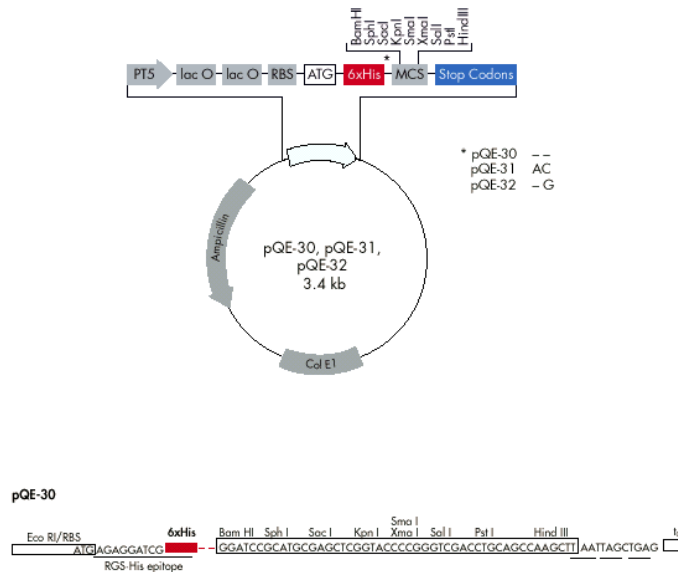 BamHI
SphI
SacI
KpnI
SmaI
XmaI
SalI
PstI
HindIII
*
PT5 lac O lac O RBS ATG 6xHis MCS Stop Codons
* pQE-30 – –
pQE-31 AC
pQE-32 – G
Ampicillin
pQE-30, pQE-31,
pQE-32
3.4 kb
Col E1
pQE-30
Sma I
Eco RI/RBS 6xHis Bam HI Sph I Sac I Kpn I Xma I Sal I Pst I Hind III
ATGAGAGGATCG GGATCCGCATGCGAGCTCGGTACCCCGGGTCGACCTGCAGCCAAGCTTAATTAGCTGAG
RGS-His epitope